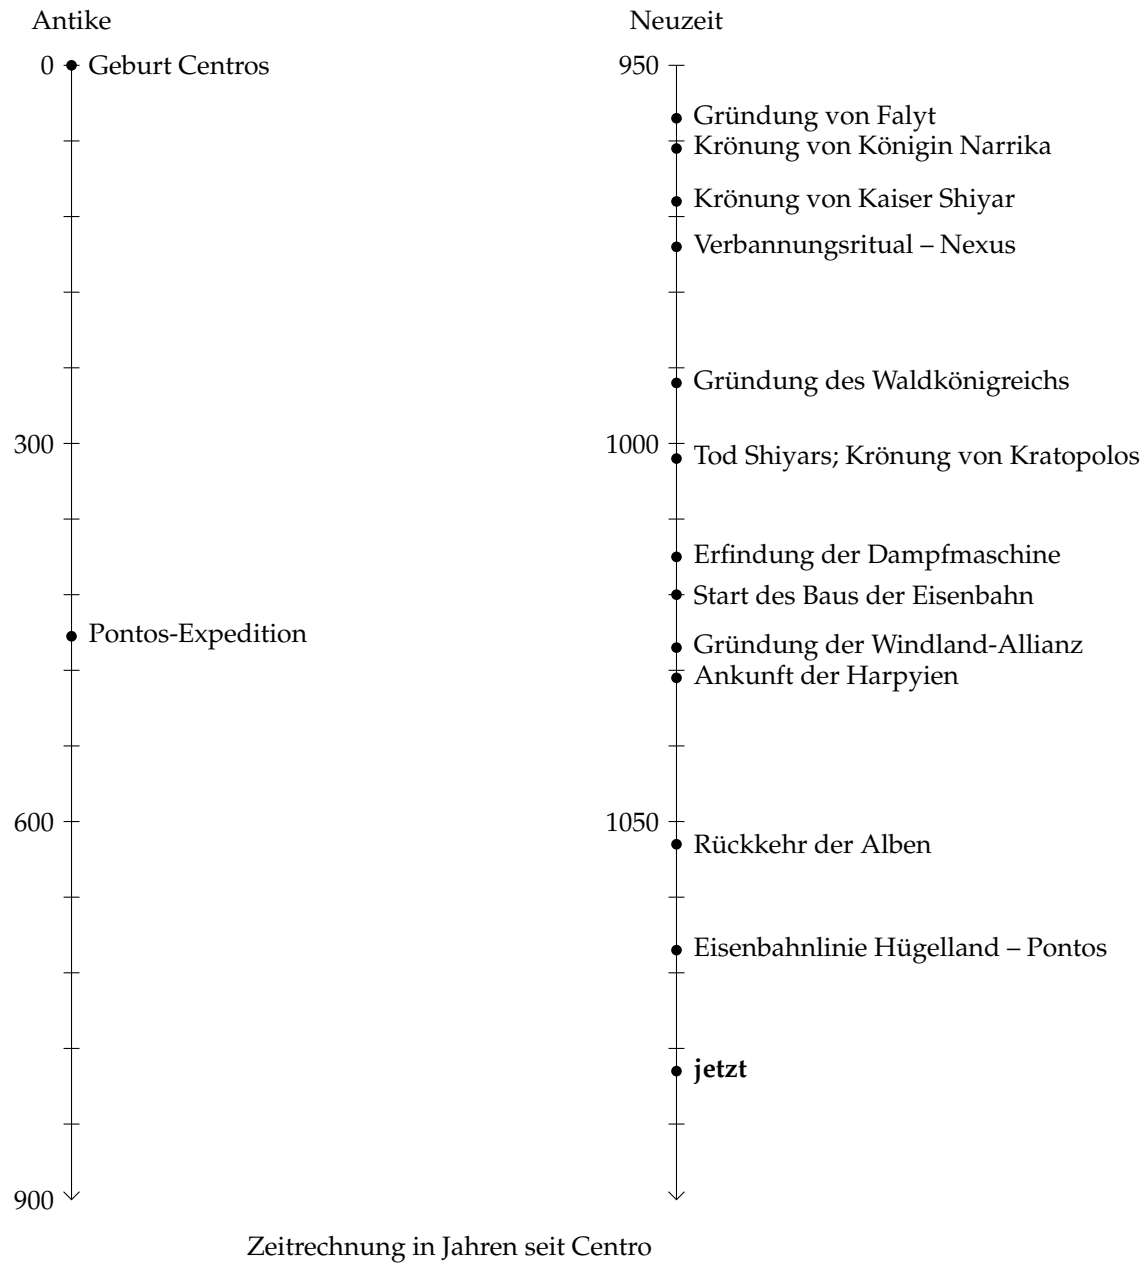 Antike
0
Geburt Centros
300
Pontos-Expedition
600
900
Neuzeit
950
Gründung von Falyt
Krönung von Königin Narrika
Krönung von Kaiser Shiyar
Verbannungsritual – Nexus
Gründung des Waldkönigreichs
1000
Tod Shiyars; Krönung von Kratopolos
Erfindung der Dampfmaschine
Start des Baus der Eisenbahn
Gründung der Windland-Allianz
Ankunft der Harpyien
1050
Rückkehr der Alben
Eisenbahnlinie Hügelland – Pontos
jetzt
Zeitrechnung in Jahren seit Centro